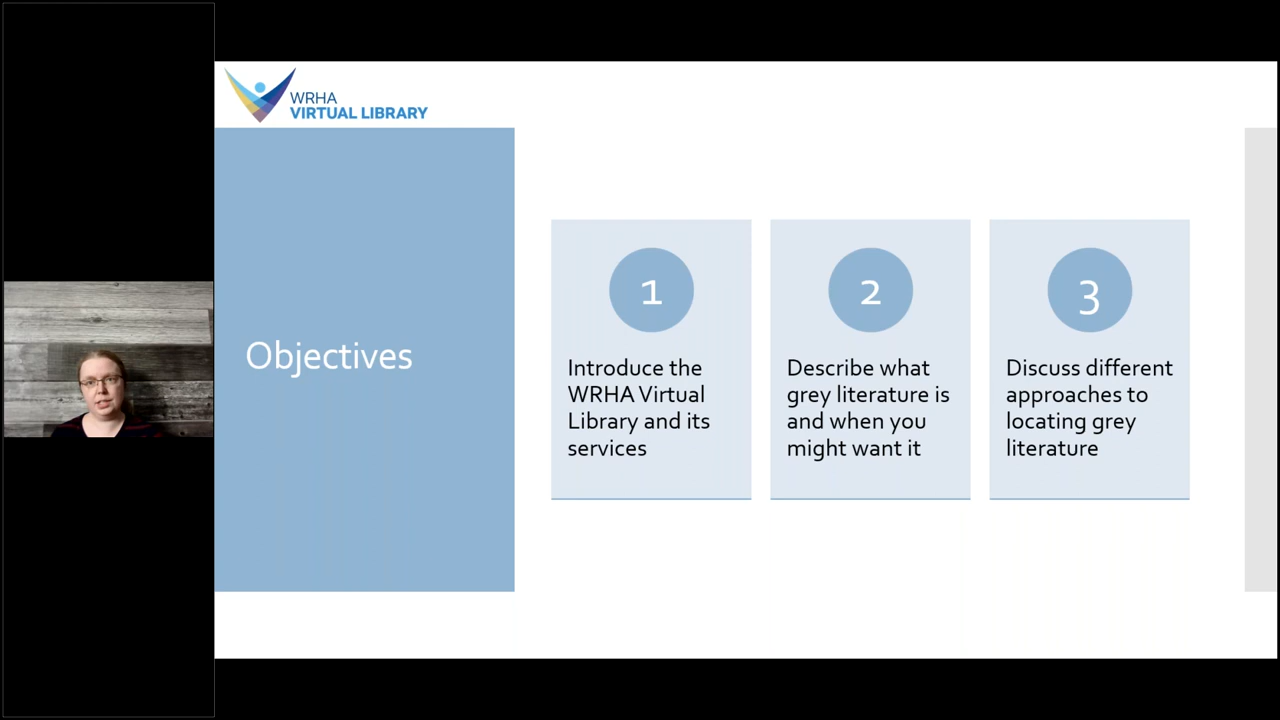 WRHA
VIRTUAL LIBRARY
Objectives
1
Introduce the
WRHA Virtual
Library and its
services
2
Describe what
grey literature is
and when you
might want it
3
Discuss different
approaches to
locating grey
literature